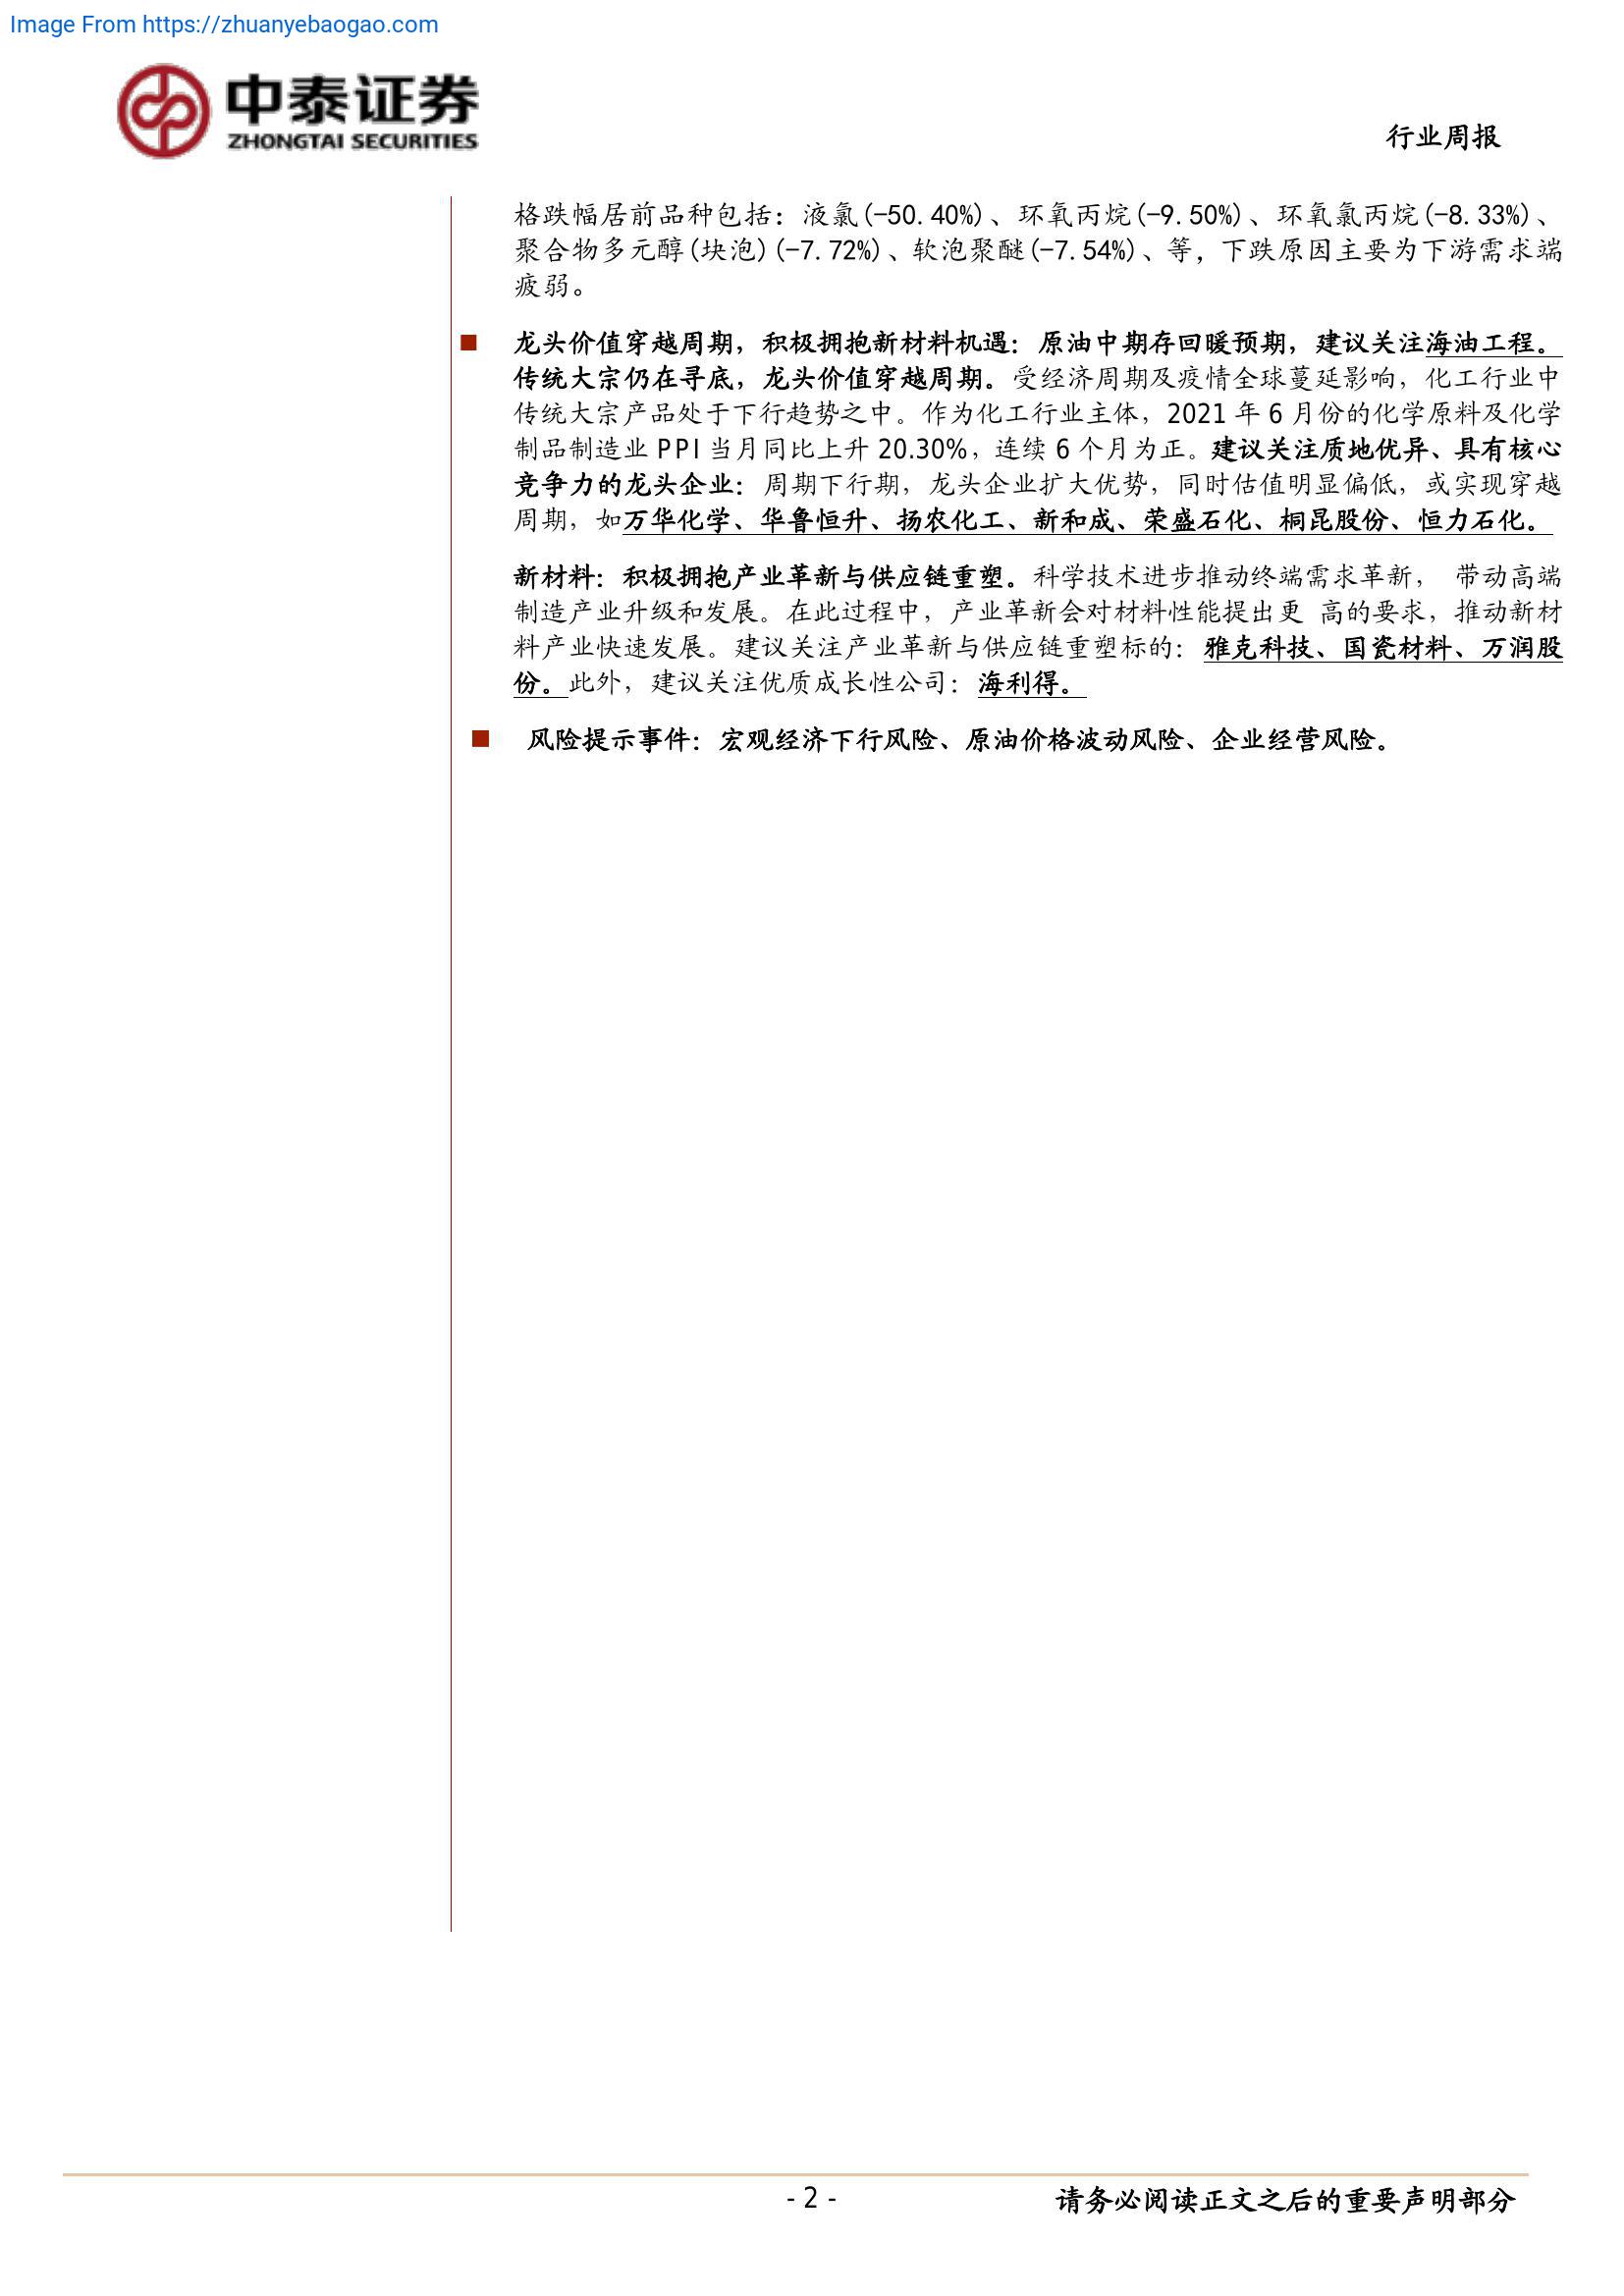 Image From https://zhuanyebaogao.com
中泰证券
ZHONGTAI SECURITIES
行业周报
格跌幅居前品种包括：液氯(-50.40%)、环氧丙烷(-9.50%)、环氧氯丙烷(-8.33%)、
聚合物多元醇(块泡)(-7.72%)、软泡聚醚(-7.54%)、等，下跌原因主要为下游需求端
疲弱。
■ 龙头价值穿越周期，积极拥抱新材料机遇：原油中期存回暖预期，建议关注海油工程。
传统大宗仍在寻底，龙头价值穿越周期。受经济周期及疫情全球蔓延影响，化工行业中
传统大宗产品处于下行趋势之中。作为化工行业主体，2021 年 6 月份的化学原料及化学
制品制造业 PPI 当月同比上升 20.30%，连续 6 个月为正。建议关注质地优异、具有核心
竞争力的龙头企业：周期下行期，龙头企业扩大优势，同时估值明显偏低，或实现穿越
周期，如万华化学、华鲁恒升、扬农化工、新和成、荣盛石化、桐昆股份、恒力石化。
新材料：积极拥抱产业革新与供应链重塑。科学技术进步推动终端需求革新， 带动高端
制造产业升级和发展。在此过程中，产业革新会对材料性能提出更 高的要求，推动新材
料产业快速发展。建议关注产业革新与供应链重塑标的：雅克科技、国瓷材料、万润股
份。此外，建议关注优质成长性公司：海利得。
■ 风险提示事件：宏观经济下行风险、原油价格波动风险、企业经营风险。
- 2 -
请务必阅读正文之后的重要声明部分